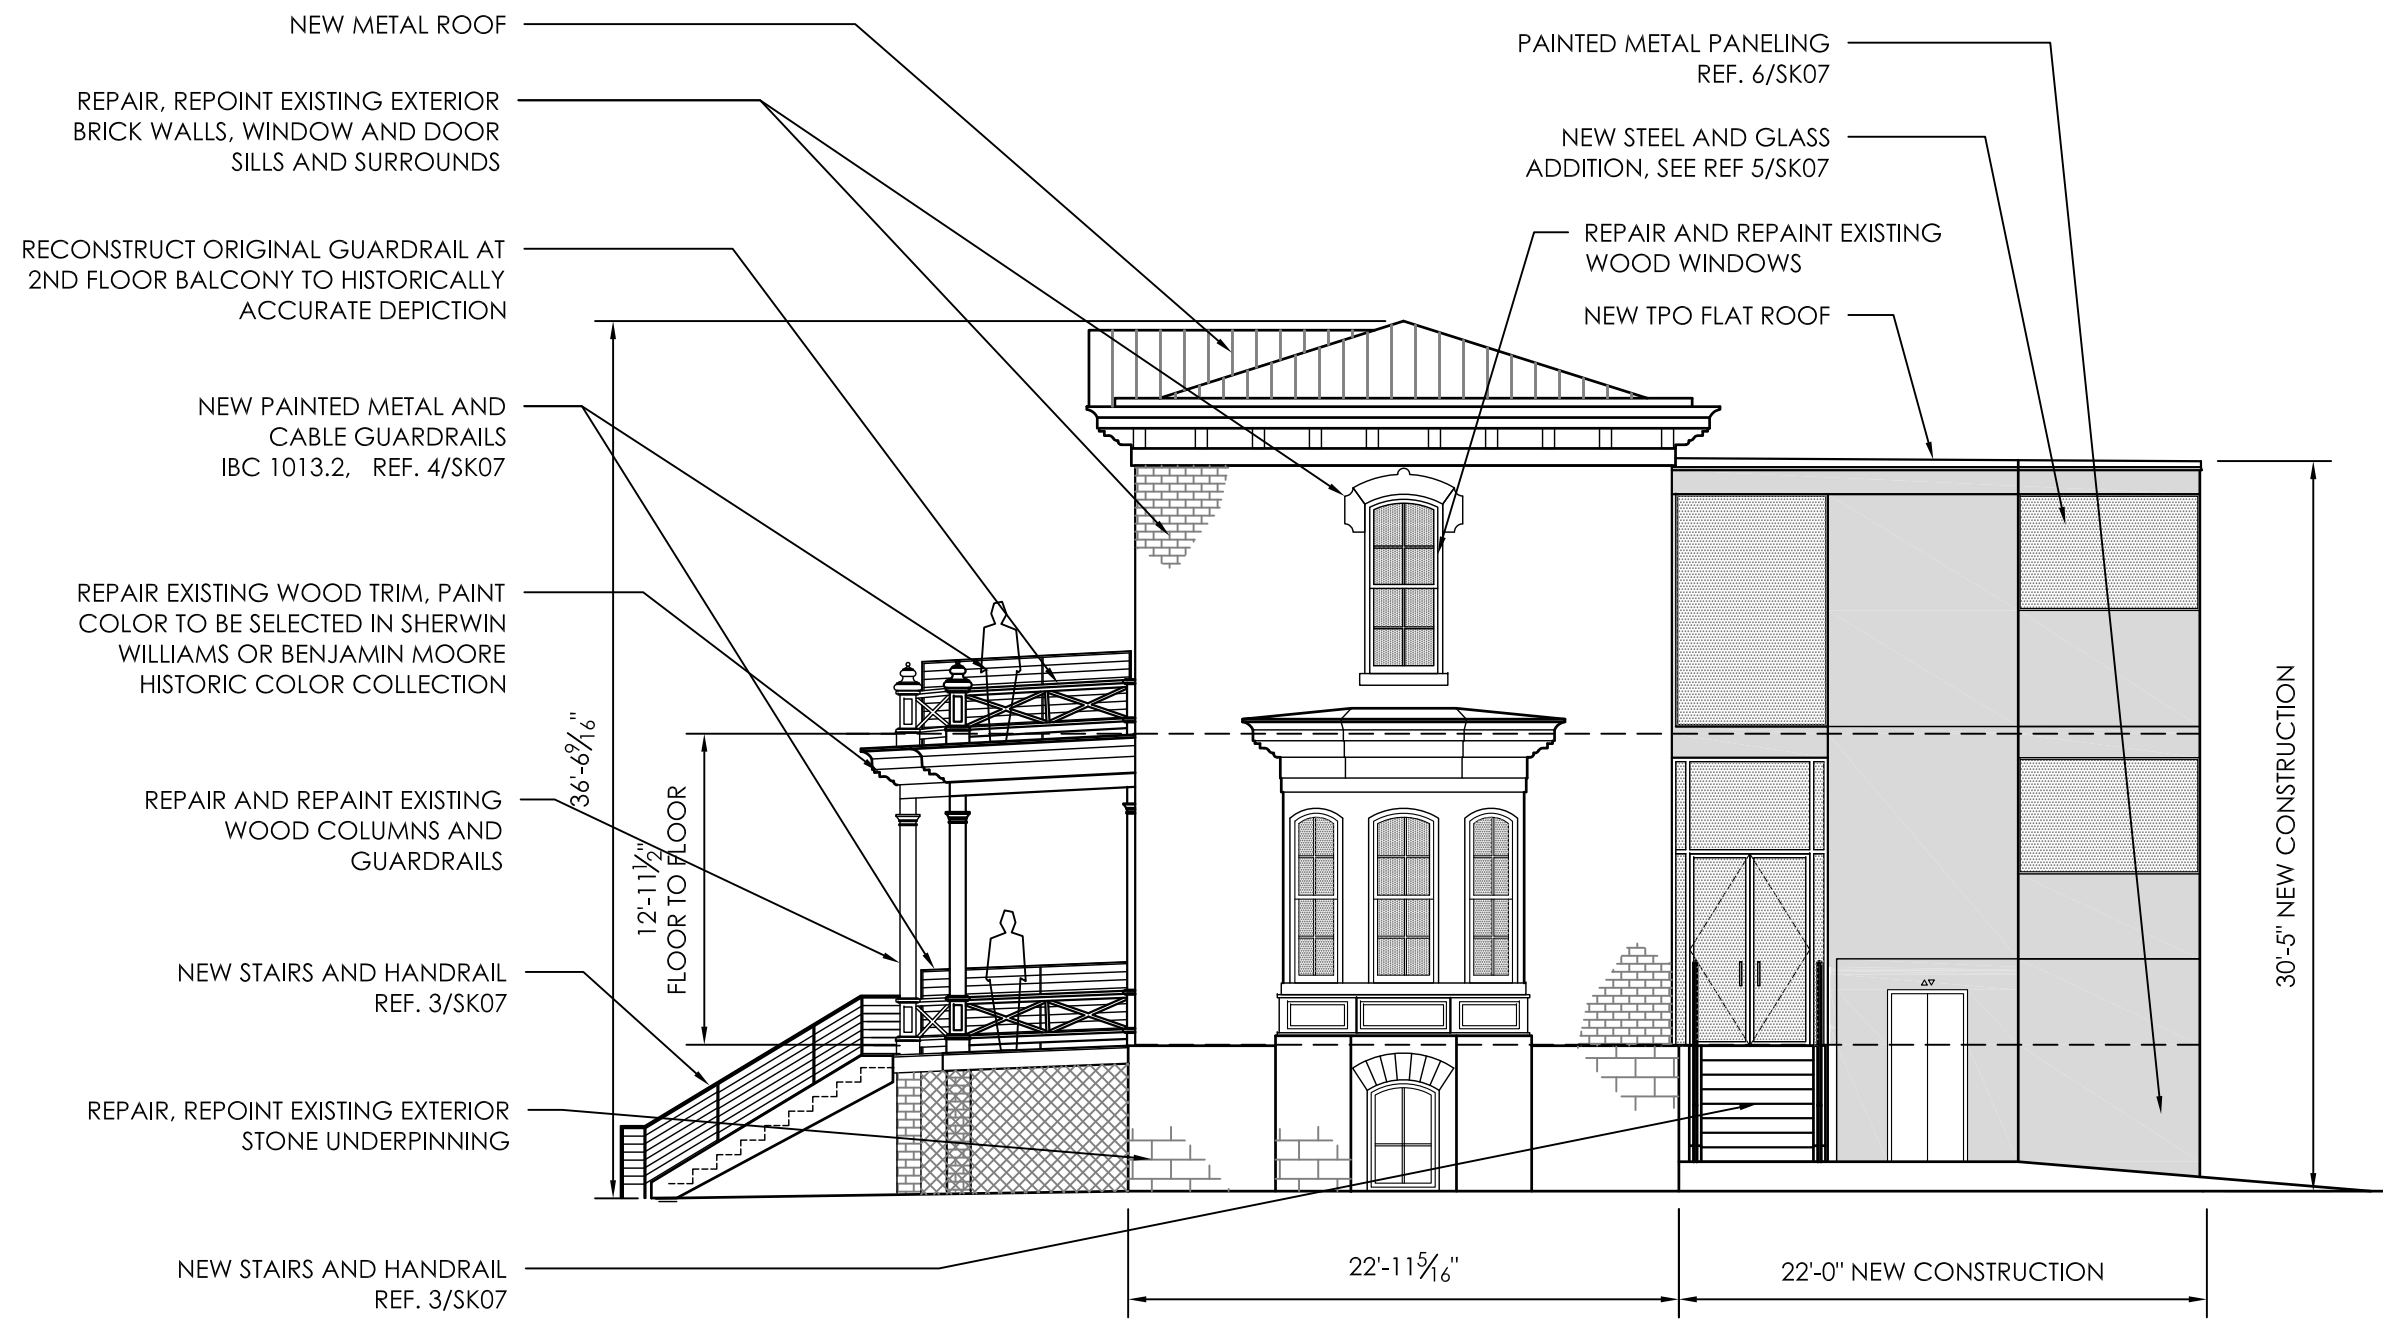 NEW METAL ROOF
REPAIR, REPOINT EXISTING EXTERIOR
BRICK WALLS, WINDOW AND DOOR
SILLS AND SURROUNDS
RECONSTRUCT ORIGINAL GUARDRAIL AT
2ND FLOOR BALCONY TO HISTORICALLY
ACCURATE DEPICTION
NEW PAINTED METAL AND
CABLE GUARDRAILS
IBC 1013.2, REF. 4/SK07
REPAIR EXISTING WOOD TRIM, PAINT
COLOR TO BE SELECTED IN SHERWIN
WILLIAMS OR BENJAMIN MOORE
HISTORIC COLOR COLLECTION
REPAIR AND REPAINT EXISTING
WOOD COLUMNS AND
GUARDRAILS
NEW STAIRS AND HANDRAIL
REF. 3/SK07
REPAIR, REPOINT EXISTING EXTERIOR
STONE UNDERPINNING
NEW STAIRS AND HANDRAIL
REF. 3/SK07
36'-6 9/16"
12'-11 1/2"
FLOOR TO FLOOR
PAINTED METAL PANELING
REF. 6/SK07
NEW STEEL AND GLASS
ADDITION, SEE REF 5/SK07
REPAIR AND REPAINT EXISTING
WOOD WINDOWS
NEW TPO FLAT ROOF
30'-5" NEW CONSTRUCTION
22'-11 5/16"
22'-0" NEW CONSTRUCTION